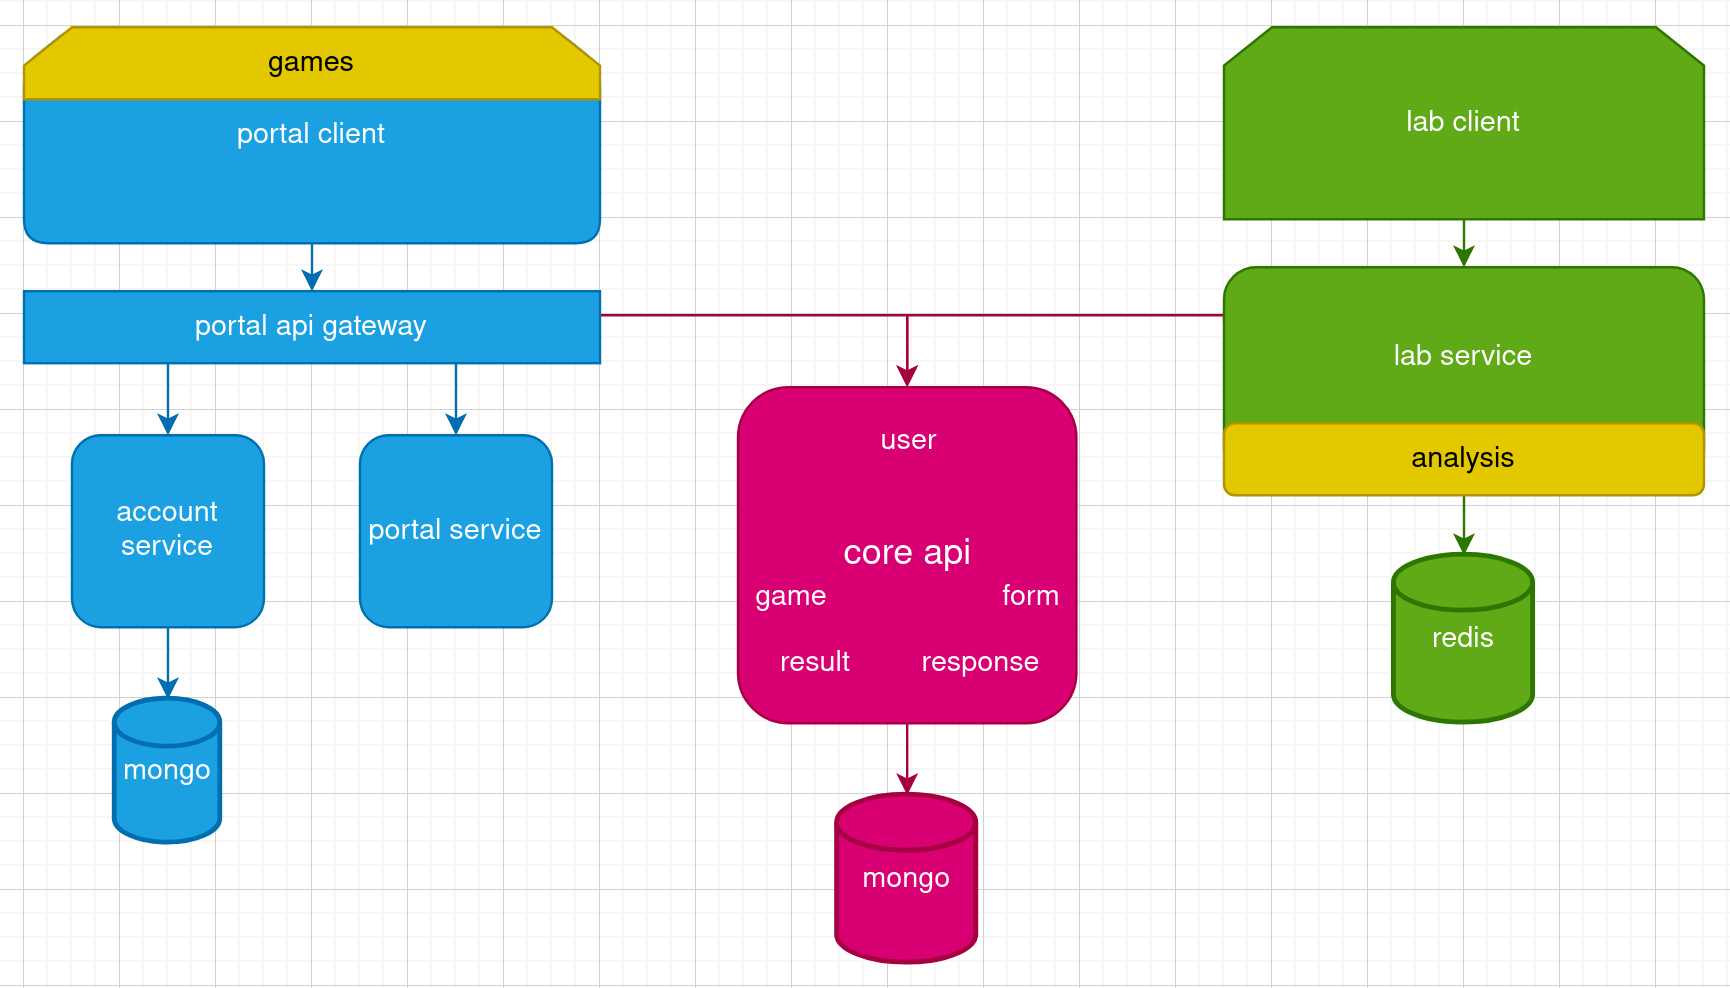 games
portal client
portal api gateway
account
service
portal service
mongo
user
core api
game
form
result
response
mongo
lab client
lab service
analysis
redis